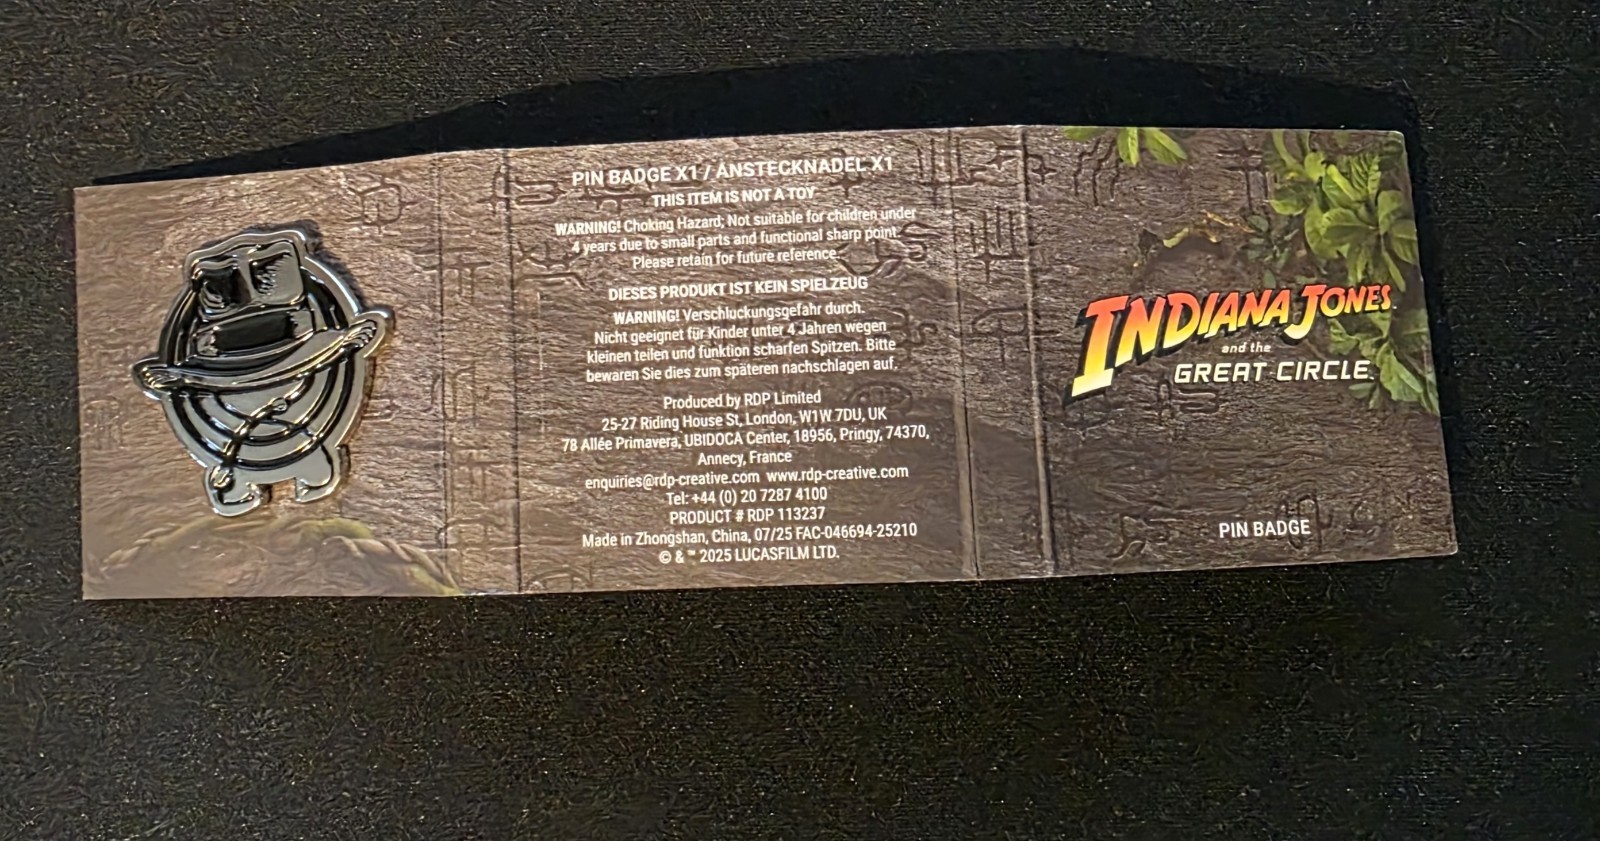 PIN BADGE X1 / ANSTECKNADEL X1
THIS ITEM IS NOT A TOY
WARNING! Choking Hazard; Not suitable for children under
4 years due to small parts and functional sharp point.
Please retain for future reference.
DIESES PRODUKT IST KEIN SPIELZEUG
WARNING! Verschluckungsgefahr durch.
Nicht geeignet für Kinder unter 4 Jahren wegen
kleinen teilen und funktion scharfen Spitzen. Bitte
bewaren Sie dies zum späteren nachschlagen auf.
Produced by RDP Limited
25-27 Riding House St, London, W1W 7DU, UK
78 Allée Primavera, UBIDOCA Center, 18956, Pringy, 74370,
Annecy, France
enquiries@rdp-creative.com www.rdp-creative.com
Tel: +44 (0) 20 7287 4100
PRODUCT # RDP 113237
Made in Zhongshan, China, 07/25 FAC-046694-25210
© & ™ 2025 LUCASFILM LTD.
INDIANA JONES
and the
GREAT CIRCLE
PIN BADGE